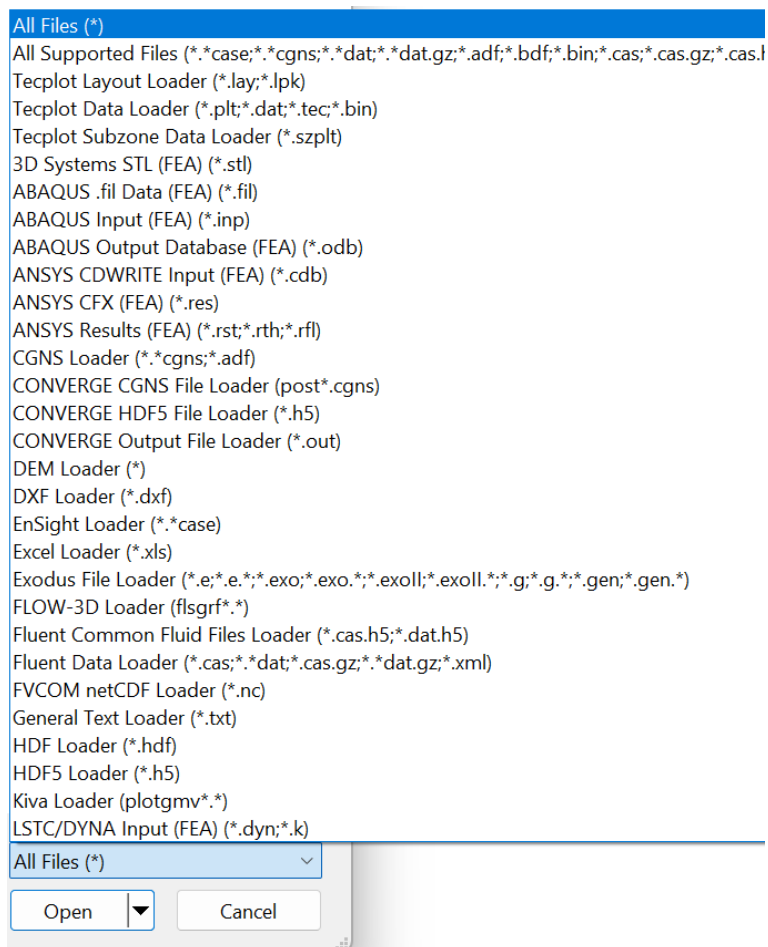 All Files (*)
All Supported Files (*.*case;*.*cgns;*.*dat;*.*dat.gz;*.adf;*.bdf;*.bin;*.cas;*.cas.gz;*.cas.h
Tecplot Layout Loader (*.lay;*.lpk)
Tecplot Data Loader (*.plt;*.dat;*.tec;*.bin)
Tecplot Subzone Data Loader (*.szplt)
3D Systems STL (FEA) (*.stl)
ABAQUS .fil Data (FEA) (*.fil)
ABAQUS Input (FEA) (*.inp)
ABAQUS Output Database (FEA) (*.odb)
ANSYS CDWRITE Input (FEA) (*.cdb)
ANSYS CFX (FEA) (*.res)
ANSYS Results (FEA) (*.rst;*.rth;*.rfl)
CGNS Loader (*.*cgns;*.adf)
CONVERGE CGNS File Loader (post*.cgns)
CONVERGE HDF5 File Loader (*.h5)
CONVERGE Output File Loader (*.out)
DEM Loader (*)
DXF Loader (*.dxf)
EnSight Loader (*.*case)
Excel Loader (*.xls)
Exodus File Loader (*.e;*.e.*;*.exo;*.exo.*;*.exoII;*.exoII.*;*.g;*.g.*;*.gen;*.gen.*)
FLOW-3D Loader (flsgrf*.*)
Fluent Common Fluid Files Loader (*.cas.h5;*.dat.h5)
Fluent Data Loader (*.cas;*.*dat;*.cas.gz;*.*dat.gz;*.xml)
FVCOM netCDF Loader (*.nc)
General Text Loader (*.txt)
HDF Loader (*.hdf)
HDF5 Loader (*.h5)
Kiva Loader (plotgmv*.*)
LSTC/DYNA Input (FEA) (*.dyn;*.k)
All Files (*)
Open
Cancel